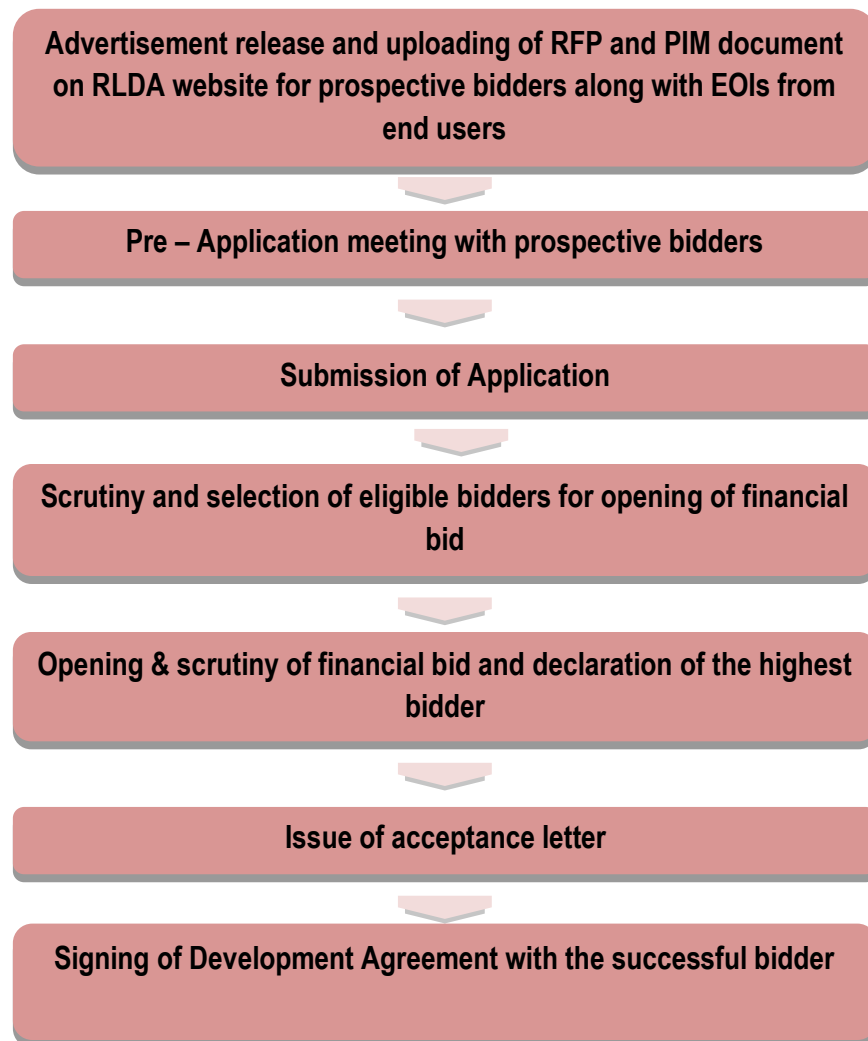 Advertisement release and uploading of RFP and PIM document
on RLDA website for prospective bidders along with EOIs from
end users
Pre – Application meeting with prospective bidders
Submission of Application
Scrutiny and selection of eligible bidders for opening of financial
bid
Opening & scrutiny of financial bid and declaration of the highest
bidder
Issue of acceptance letter
Signing of Development Agreement with the successful bidder